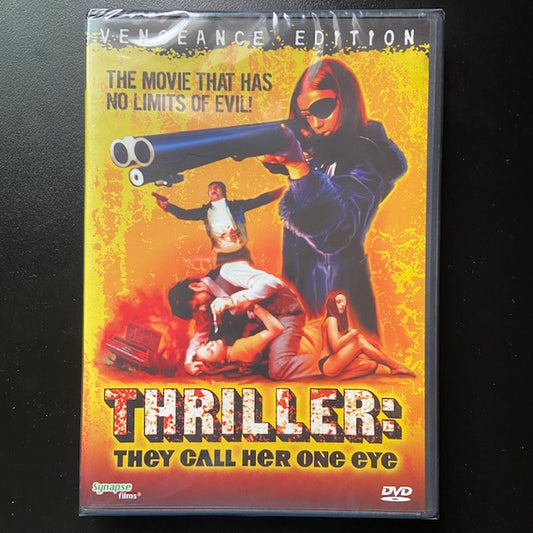 VENGEANCE EDITION
THE MOVIE THAT HAS
NO LIMITS OF EVIL!
THRILLER:
THEY CALL HER ONE EYE
Synapse
films®
DVD